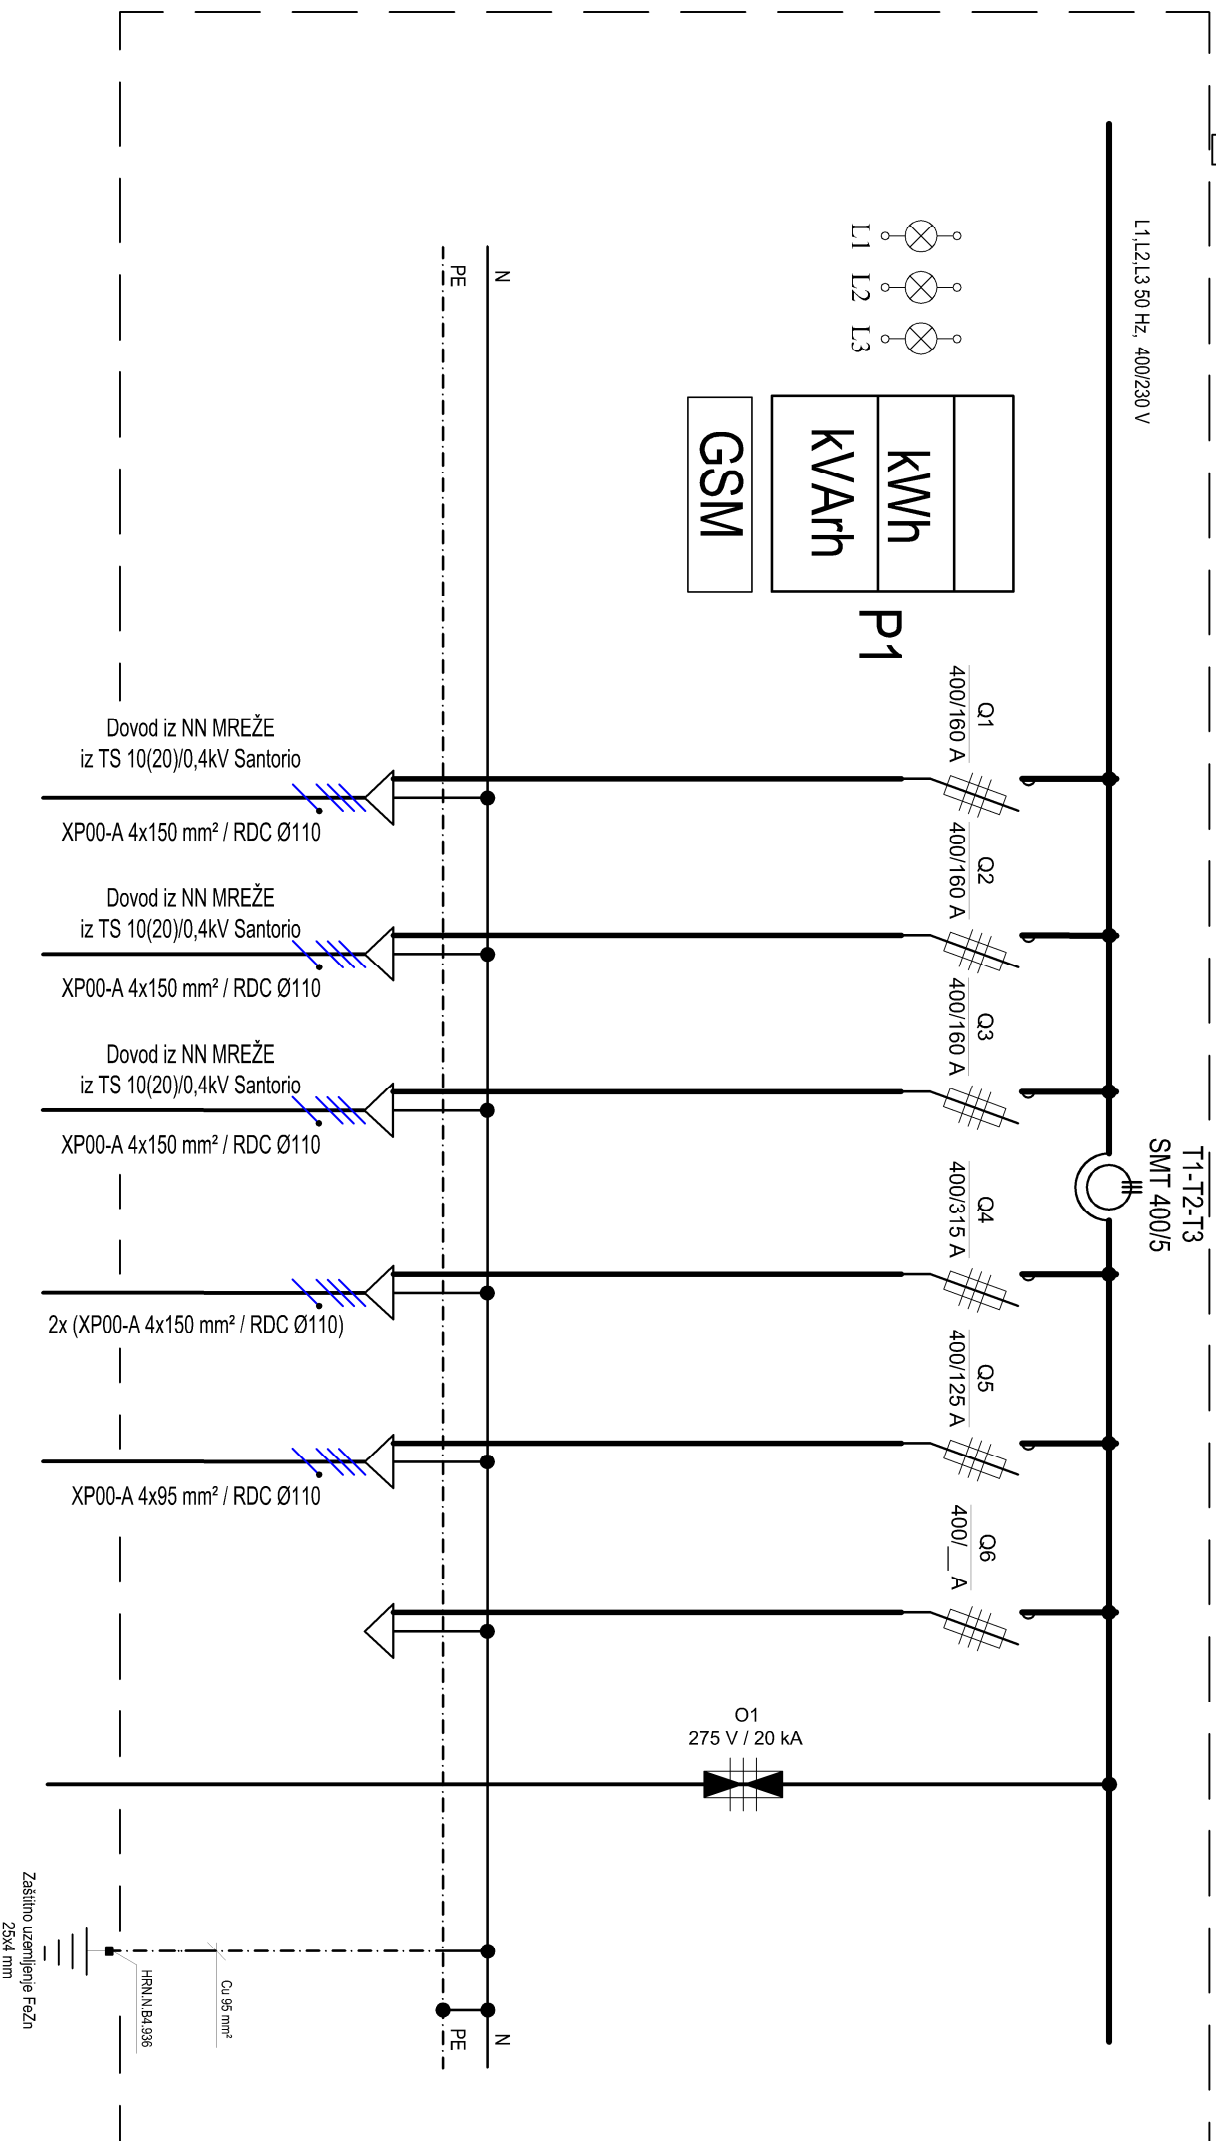 L1,L2,L3 50 Hz, 400/230 V
L1
L2
L3
kWh
kVArh
GSM
P1
N
PE
Q1
400/160 A
Dovod iz NN MREŽE
iz TS 10(20)/0,4kV Santorio
XP00-A 4x150 mm² / RDC Ø110
Q2
400/160 A
Dovod iz NN MREŽE
iz TS 10(20)/0,4kV Santorio
XP00-A 4x150 mm² / RDC Ø110
Q3
400/160 A
Dovod iz NN MREŽE
iz TS 10(20)/0,4kV Santorio
XP00-A 4x150 mm² / RDC Ø110
T1-T2-T3
SMT 400/5
Q4
400/315 A
2x (XP00-A 4x150 mm² / RDC Ø110)
Q5
400/125 A
XP00-A 4x95 mm² / RDC Ø110
Q6
400/__ A
O1
275 V / 20 kA
Cu 95 mm²
HRN.N.B4.936
Zaštitno uzemljenje FeZn
25x4 mm
N
PE